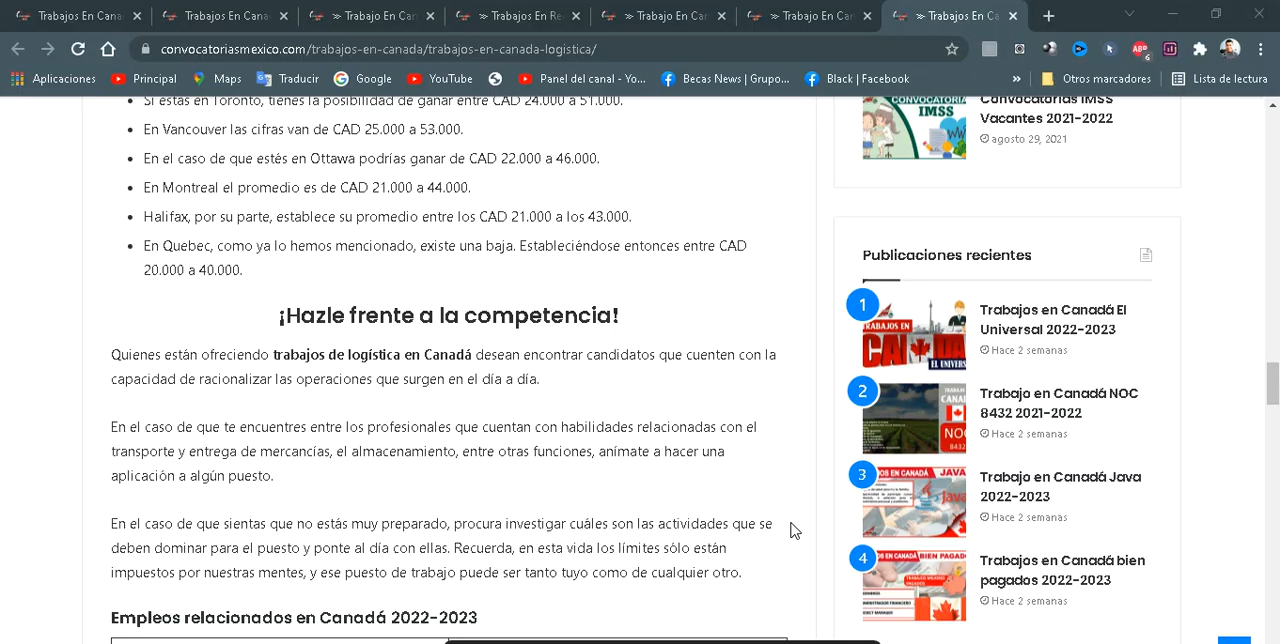 Trabajos En Cana
Trabajos En Cana
≫ Trabajo En Can
≫ Trabajos En Re
≫ Trabajo En Ca
≫ Trabajo En Ca
≫ Trabajos En Ca
convocatoriasmexico.com/trabajos-en-canada/trabajos-en-canada-logistica/
ABP
6
Aplicaciones
Principal
Maps
Traducir
Google
YouTube
Panel del canal - Yo...
Becas News | Grupo...
Black | Facebook
»
Otros marcadores
Lista de lectura
Si estás en Toronto, tienes la posibilidad de ganar entre CAD 24.000 a 51.000.
En Vancouver las cifras van de CAD 25.000 a 53.000.
En el caso de que estés en Ottawa podrías ganar de CAD 22.000 a 46.000.
En Montreal el promedio es de CAD 21.000 a 44.000.
Halifax, por su parte, establece su promedio entre los CAD 21.000 a los 43.000.
En Quebec, como ya lo hemos mencionado, existe una baja. Estableciéndose entonces entre CAD
20.000 a 40.000.
¡Hazle frente a la competencia!
Quienes están ofreciendo trabajos de logística en Canadá desean encontrar candidatos que cuenten con la
capacidad de racionalizar las operaciones que surgen en el día a día.
En el caso de que te encuentres entre los profesionales que cuentan con habilidades relacionadas con el
transporte, entrega de mercancía, el almacenamiento, entre otras funciones, anímate a hacer una
aplicación a algún puesto.
En el caso de que sientas que no estás muy preparado, procura investigar cuáles son las actividades que se
deben dominar para el puesto y ponte al día con ellas. Recuerda, en esta vida los límites sólo están
impuestos en nuestras mentes, y ese puesto de trabajo puede ser tanto tuyo como de cualquier otro.
CONVOCATORIAS
IMSS
Convocatorias IMSS
Vacantes 2021-2022
agosto 29, 2021
Publicaciones recientes
1
Trabajos en Canadá El
Universal 2022-2023
Hace 2 semanas
2
Trabajo en Canadá NOC
8432 2021-2022
Hace 2 semanas
3
Trabajos en Canadá Java
2022-2023
Hace 2 semanas
4
Trabajos en Canadá bien
pagados 2022-2023
Hace 2 semanas